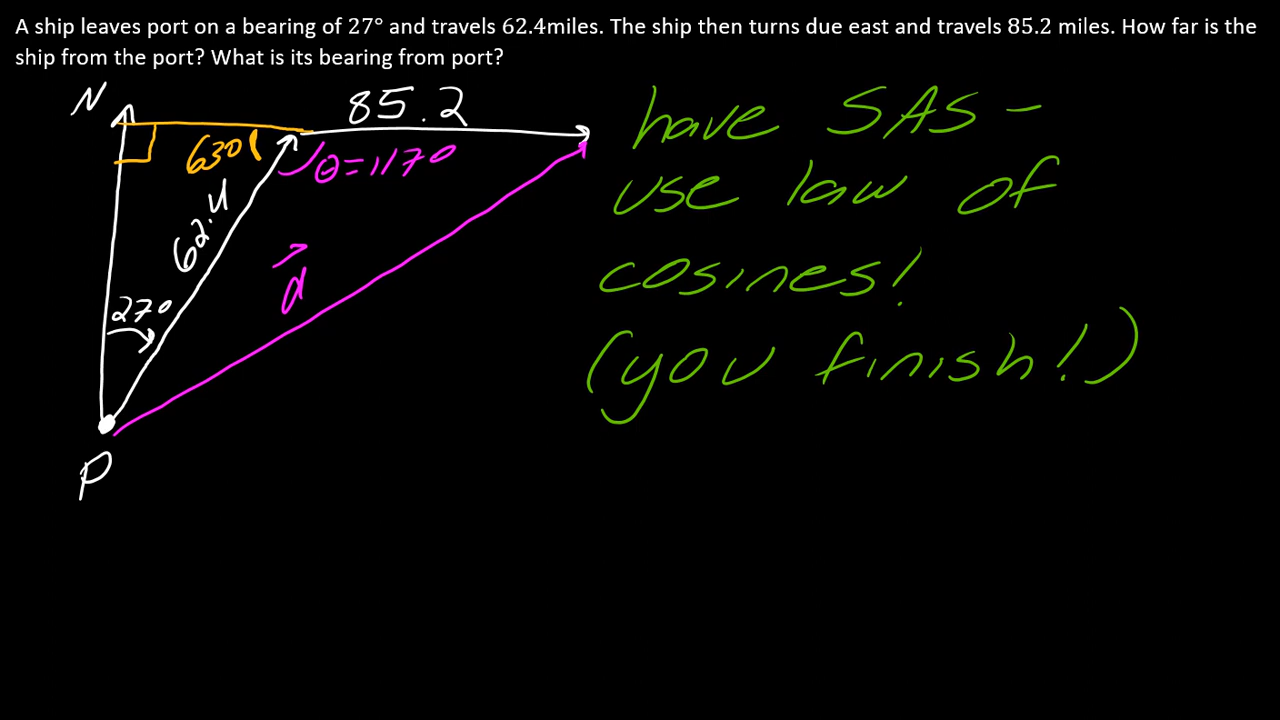 A ship leaves port on a bearing of 27° and travels 62.4miles. The ship then turns due east and travels 85.2 miles. How far is the
ship from the port? What is its bearing from port?
N
85.2
have SAS -
63°
θ=117°
use law of
62.4
cosines!
d
27°
(you finish!)
P